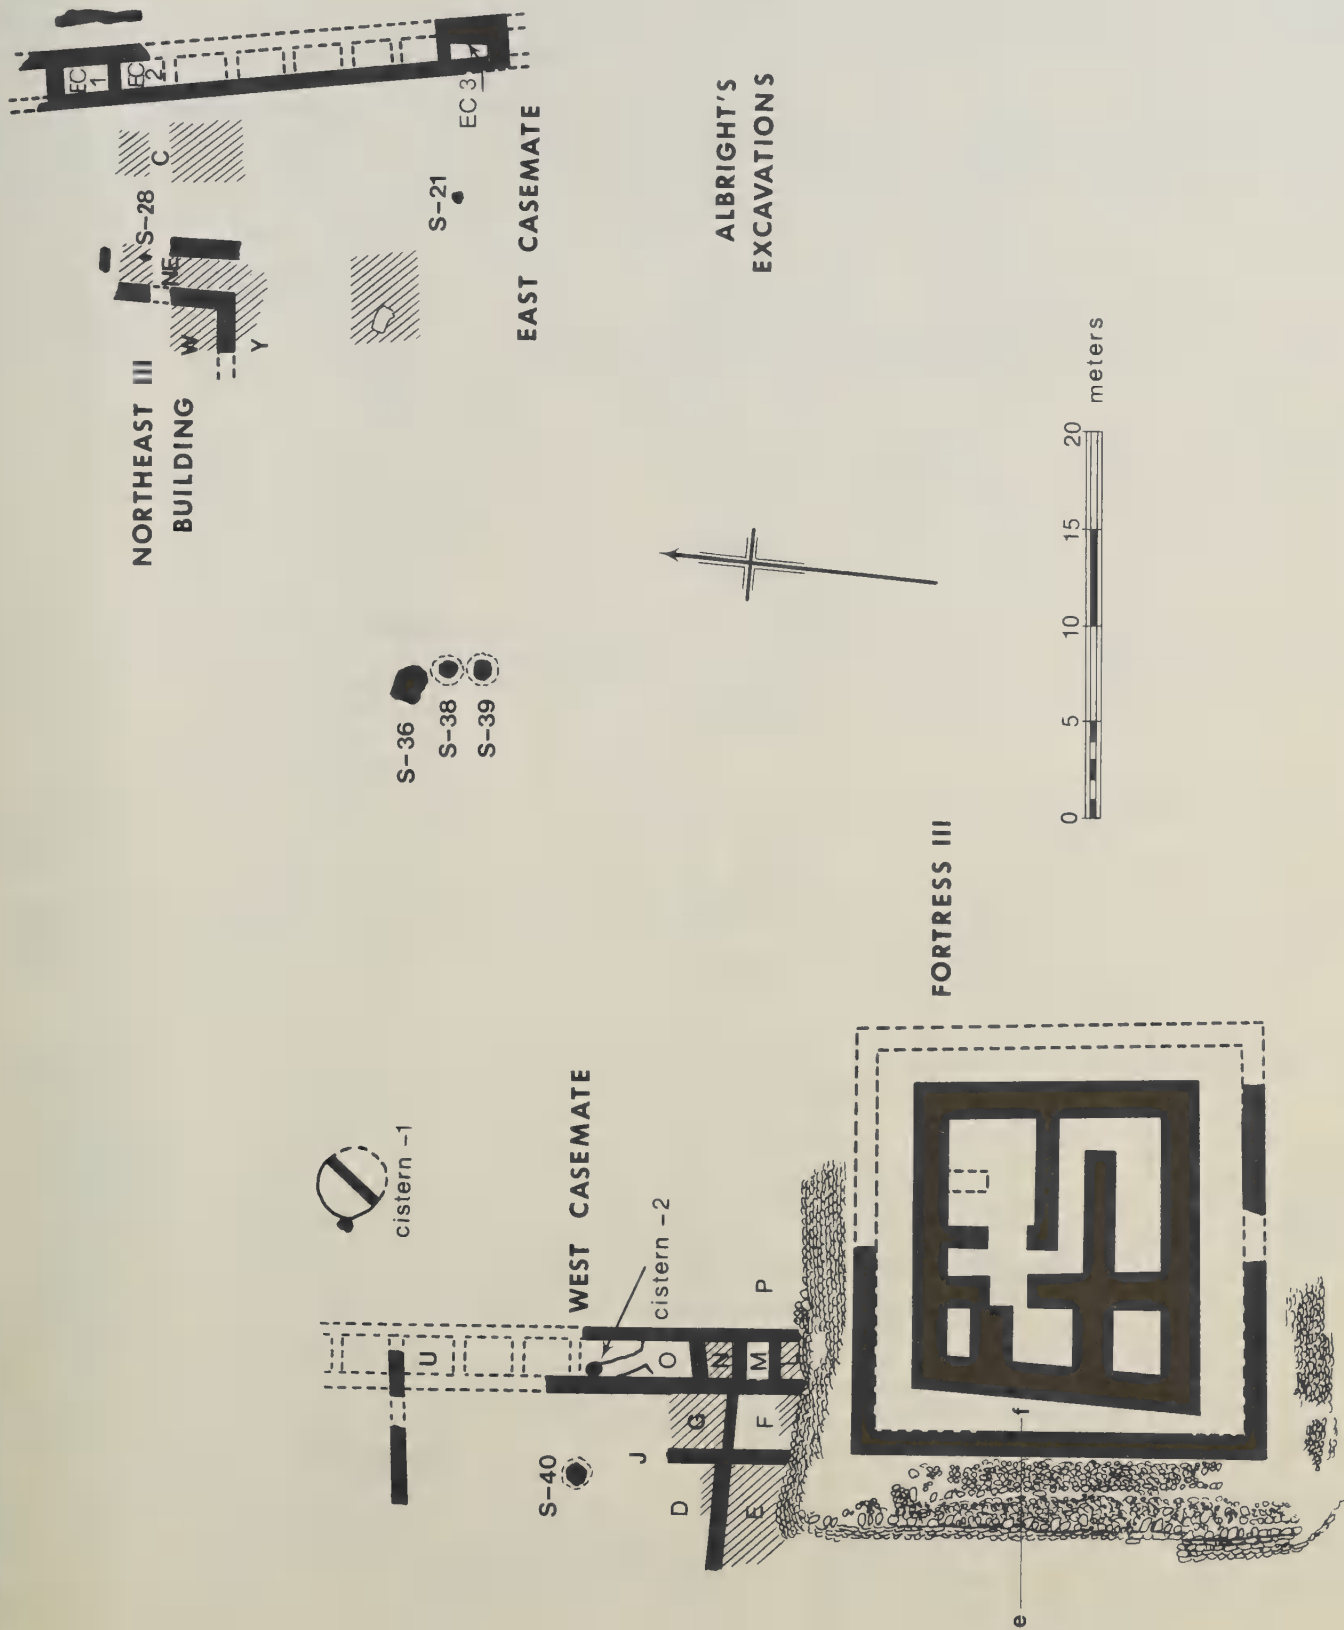 EC 1
EC 2
EC 3
C
S-28
NE
W
Y
NORTHEAST III
BUILDING
S-21
EAST CASEMATE
ALBRIGHT'S
EXCAVATIONS
S-36
S-38
S-39
0 5 10 15 20
meters
FORTRESS III
cistern -1
WEST CASEMATE
cistern -2
U
O
N
M
L
P
G
F
J
D
E
S-40
e
f